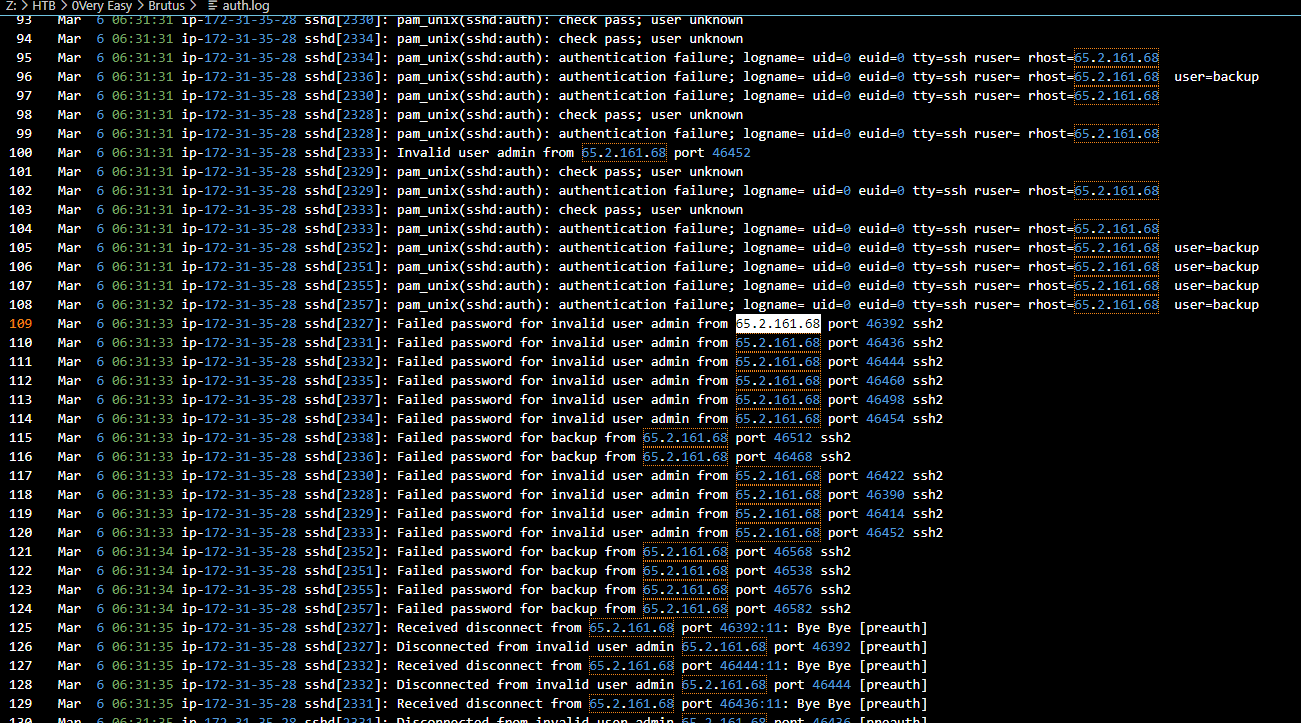 Z: > HTB > 0Very Easy > Brutus > auth.log
93 Mar 6 06:31:31 ip-172-31-35-28 sshd[2330]: pam_unix(sshd:auth): check pass; user unknown
94 Mar 6 06:31:31 ip-172-31-35-28 sshd[2334]: pam_unix(sshd:auth): check pass; user unknown
95 Mar 6 06:31:31 ip-172-31-35-28 sshd[2334]: pam_unix(sshd:auth): authentication failure; logname= uid=0 euid=0 tty=ssh ruser= rhost=65.2.161.68
96 Mar 6 06:31:31 ip-172-31-35-28 sshd[2336]: pam_unix(sshd:auth): authentication failure; logname= uid=0 euid=0 tty=ssh ruser= rhost=65.2.161.68 user=backup
97 Mar 6 06:31:31 ip-172-31-35-28 sshd[2330]: pam_unix(sshd:auth): authentication failure; logname= uid=0 euid=0 tty=ssh ruser= rhost=65.2.161.68
98 Mar 6 06:31:31 ip-172-31-35-28 sshd[2328]: pam_unix(sshd:auth): check pass; user unknown
99 Mar 6 06:31:31 ip-172-31-35-28 sshd[2328]: pam_unix(sshd:auth): authentication failure; logname= uid=0 euid=0 tty=ssh ruser= rhost=65.2.161.68
100 Mar 6 06:31:31 ip-172-31-35-28 sshd[2333]: Invalid user admin from 65.2.161.68 port 46452
101 Mar 6 06:31:31 ip-172-31-35-28 sshd[2329]: pam_unix(sshd:auth): check pass; user unknown
102 Mar 6 06:31:31 ip-172-31-35-28 sshd[2329]: pam_unix(sshd:auth): authentication failure; logname= uid=0 euid=0 tty=ssh ruser= rhost=65.2.161.68
103 Mar 6 06:31:31 ip-172-31-35-28 sshd[2333]: pam_unix(sshd:auth): check pass; user unknown
104 Mar 6 06:31:31 ip-172-31-35-28 sshd[2333]: pam_unix(sshd:auth): authentication failure; logname= uid=0 euid=0 tty=ssh ruser= rhost=65.2.161.68
105 Mar 6 06:31:31 ip-172-31-35-28 sshd[2352]: pam_unix(sshd:auth): authentication failure; logname= uid=0 euid=0 tty=ssh ruser= rhost=65.2.161.68 user=backup
106 Mar 6 06:31:31 ip-172-31-35-28 sshd[2351]: pam_unix(sshd:auth): authentication failure; logname= uid=0 euid=0 tty=ssh ruser= rhost=65.2.161.68 user=backup
107 Mar 6 06:31:31 ip-172-31-35-28 sshd[2355]: pam_unix(sshd:auth): authentication failure; logname= uid=0 euid=0 tty=ssh ruser= rhost=65.2.161.68 user=backup
108 Mar 6 06:31:32 ip-172-31-35-28 sshd[2357]: pam_unix(sshd:auth): authentication failure; logname= uid=0 euid=0 tty=ssh ruser= rhost=65.2.161.68 user=backup
109 Mar 6 06:31:33 ip-172-31-35-28 sshd[2327]: Failed password for invalid user admin from 65.2.161.68 port 46392 ssh2
110 Mar 6 06:31:33 ip-172-31-35-28 sshd[2331]: Failed password for invalid user admin from 65.2.161.68 port 46436 ssh2
111 Mar 6 06:31:33 ip-172-31-35-28 sshd[2332]: Failed password for invalid user admin from 65.2.161.68 port 46444 ssh2
112 Mar 6 06:31:33 ip-172-31-35-28 sshd[2335]: Failed password for invalid user admin from 65.2.161.68 port 46460 ssh2
113 Mar 6 06:31:33 ip-172-31-35-28 sshd[2337]: Failed password for invalid user admin from 65.2.161.68 port 46498 ssh2
114 Mar 6 06:31:33 ip-172-31-35-28 sshd[2334]: Failed password for invalid user admin from 65.2.161.68 port 46454 ssh2
115 Mar 6 06:31:33 ip-172-31-35-28 sshd[2338]: Failed password for backup from 65.2.161.68 port 46512 ssh2
116 Mar 6 06:31:33 ip-172-31-35-28 sshd[2336]: Failed password for backup from 65.2.161.68 port 46468 ssh2
117 Mar 6 06:31:33 ip-172-31-35-28 sshd[2330]: Failed password for invalid user admin from 65.2.161.68 port 46422 ssh2
118 Mar 6 06:31:33 ip-172-31-35-28 sshd[2328]: Failed password for invalid user admin from 65.2.161.68 port 46390 ssh2
119 Mar 6 06:31:33 ip-172-31-35-28 sshd[2329]: Failed password for invalid user admin from 65.2.161.68 port 46414 ssh2
120 Mar 6 06:31:33 ip-172-31-35-28 sshd[2333]: Failed password for invalid user admin from 65.2.161.68 port 46452 ssh2
121 Mar 6 06:31:34 ip-172-31-35-28 sshd[2352]: Failed password for backup from 65.2.161.68 port 46568 ssh2
122 Mar 6 06:31:34 ip-172-31-35-28 sshd[2351]: Failed password for backup from 65.2.161.68 port 46538 ssh2
123 Mar 6 06:31:34 ip-172-31-35-28 sshd[2355]: Failed password for backup from 65.2.161.68 port 46576 ssh2
124 Mar 6 06:31:34 ip-172-31-35-28 sshd[2357]: Failed password for backup from 65.2.161.68 port 46582 ssh2
125 Mar 6 06:31:35 ip-172-31-35-28 sshd[2327]: Received disconnect from 65.2.161.68 port 46392:11: Bye Bye [preauth]
126 Mar 6 06:31:35 ip-172-31-35-28 sshd[2327]: Disconnected from invalid user admin 65.2.161.68 port 46392 [preauth]
127 Mar 6 06:31:35 ip-172-31-35-28 sshd[2332]: Received disconnect from 65.2.161.68 port 46444:11: Bye Bye [preauth]
128 Mar 6 06:31:35 ip-172-31-35-28 sshd[2332]: Disconnected from invalid user admin 65.2.161.68 port 46444 [preauth]
129 Mar 6 06:31:35 ip-172-31-35-28 sshd[2331]: Received disconnect from 65.2.161.68 port 46436:11: Bye Bye [preauth]
130 Mar 6 06:31:35 ip-172-31-35-28 sshd[2331]: Disconnected from invalid user admin 65.2.161.68 port 46436 [preauth]